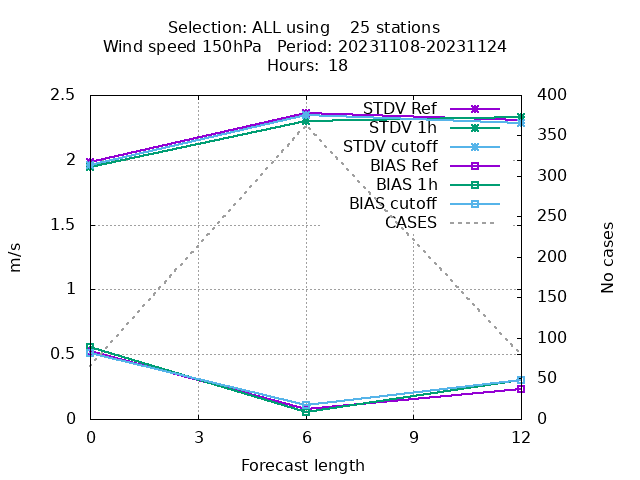 Selection: ALL using    25 stations
Wind speed 150hPa   Period: 20231108-20231124
Hours: 18
2.5
2
1.5
1
0.5
0
400
350
300
250
200
150
100
50
0
STDV Ref
STDV 1h
STDV cutoff
BIAS Ref
BIAS 1h
BIAS cutoff
CASES
m/s
No cases
0 3 6 9 12
Forecast length